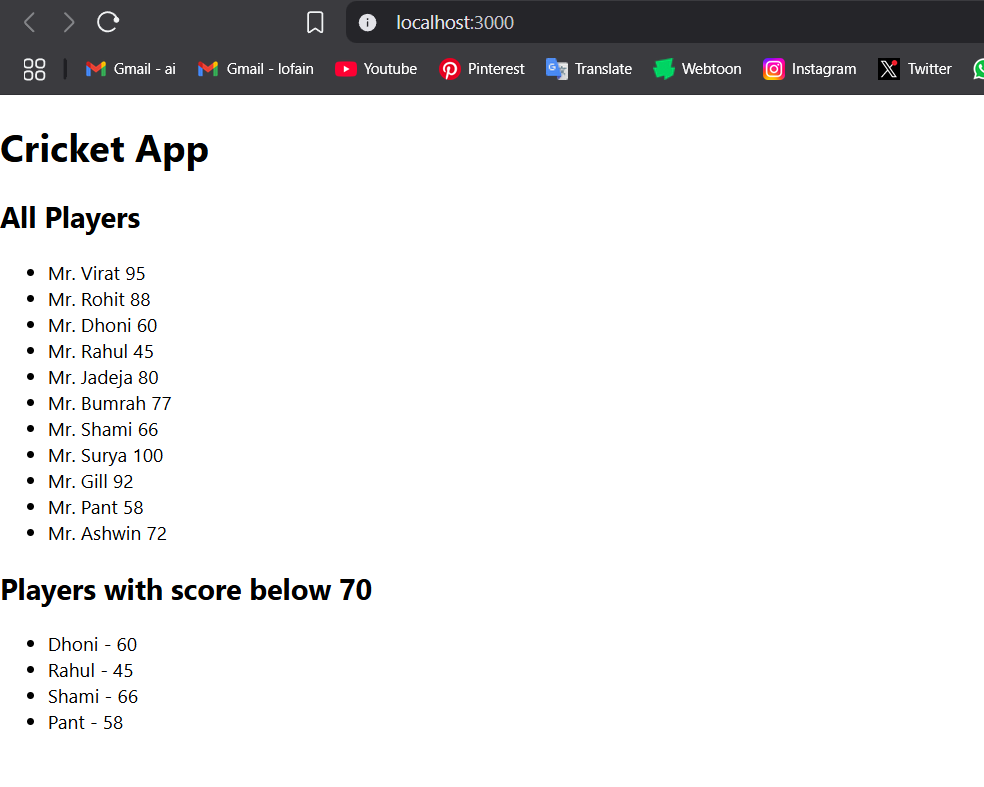 localhost:3000
Gmail - ai Gmail - lofain Youtube Pinterest Translate Webtoon Instagram Twitter
Cricket App
All Players
• Mr. Virat 95
• Mr. Rohit 88
• Mr. Dhoni 60
• Mr. Rahul 45
• Mr. Jadeja 80
• Mr. Bumrah 77
• Mr. Shami 66
• Mr. Surya 100
• Mr. Gill 92
• Mr. Pant 58
• Mr. Ashwin 72
Players with score below 70
• Dhoni - 60
• Rahul - 45
• Shami - 66
• Pant - 58